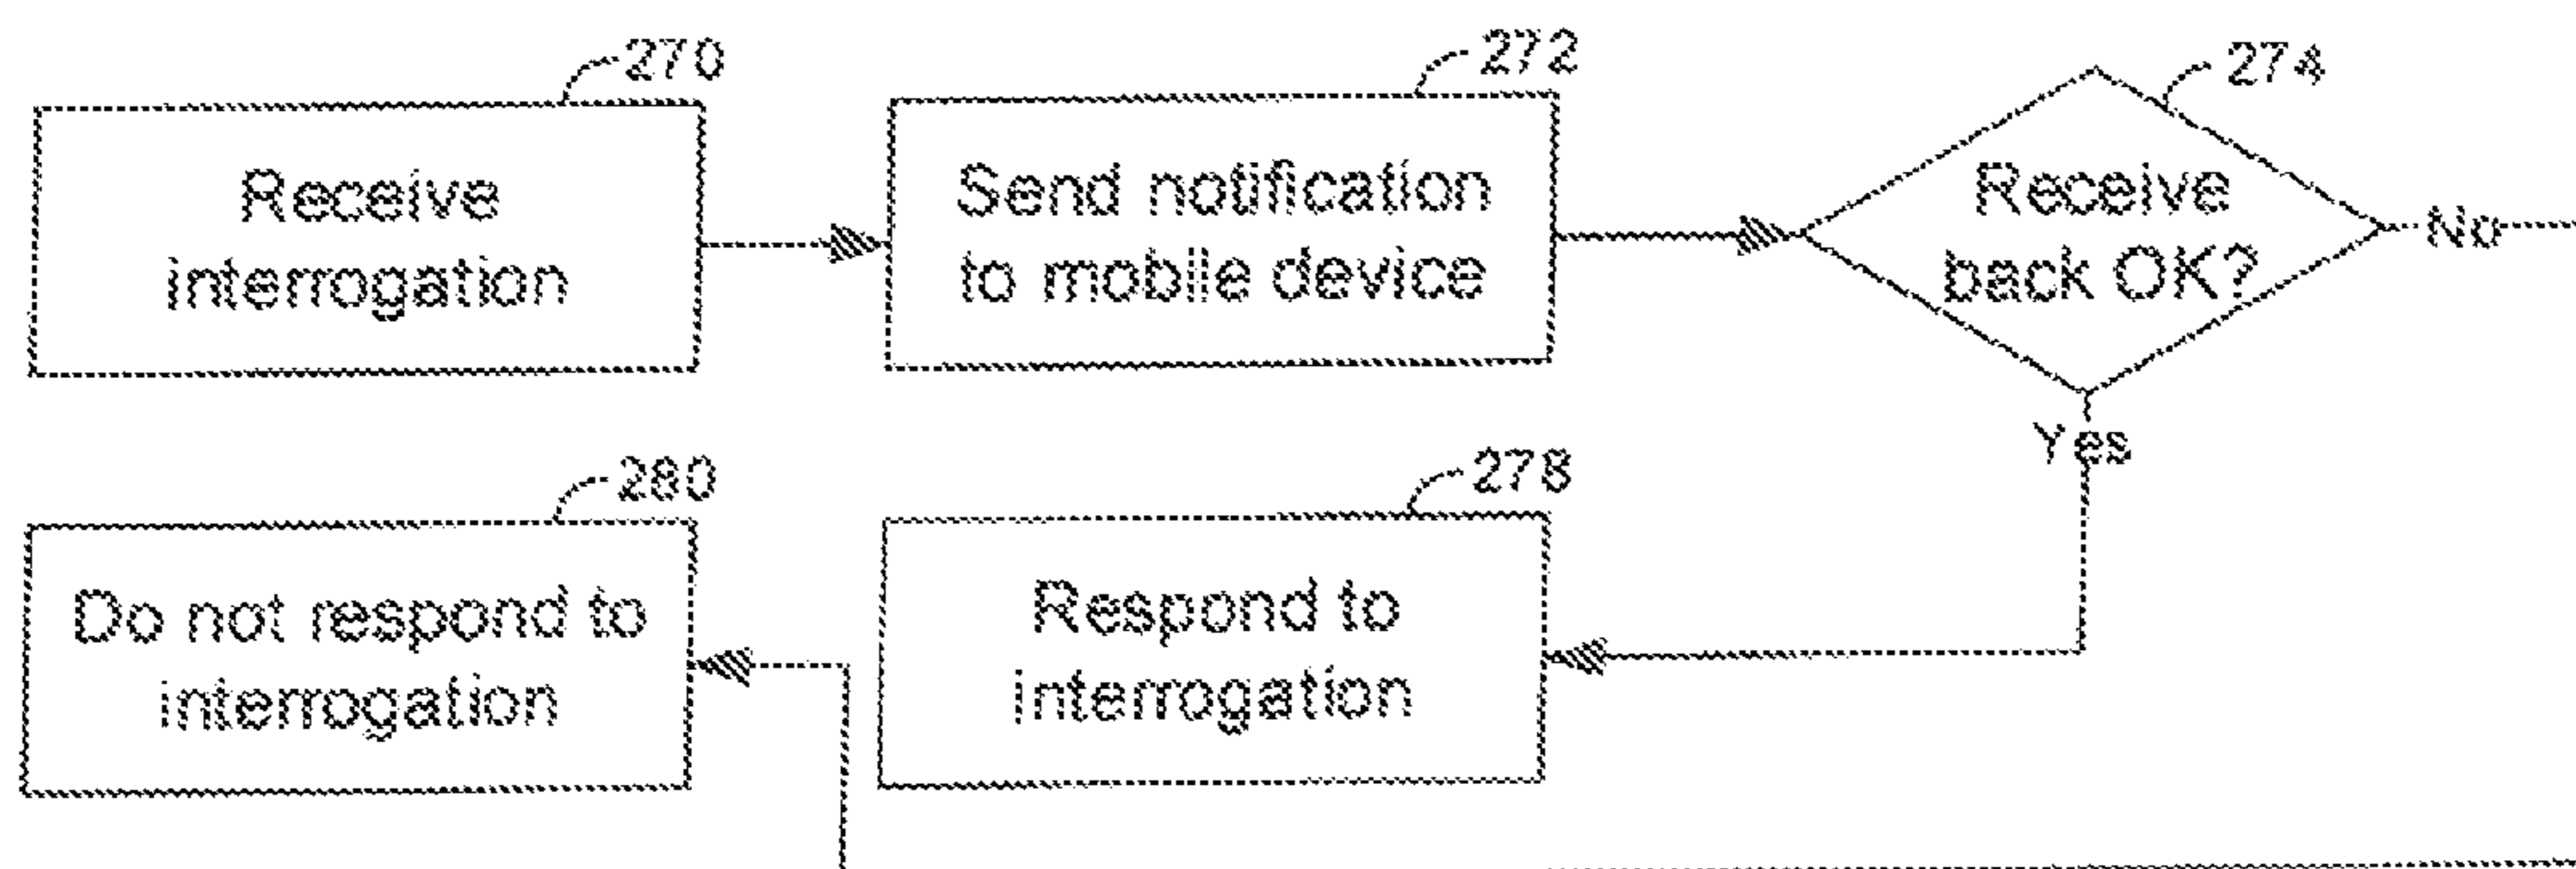 270
Receive
interrogation
272
Send notification
to mobile device
274
Receive
back OK?
No
Yes
280
Do not respond to
interrogation
278
Respond to
interrogation